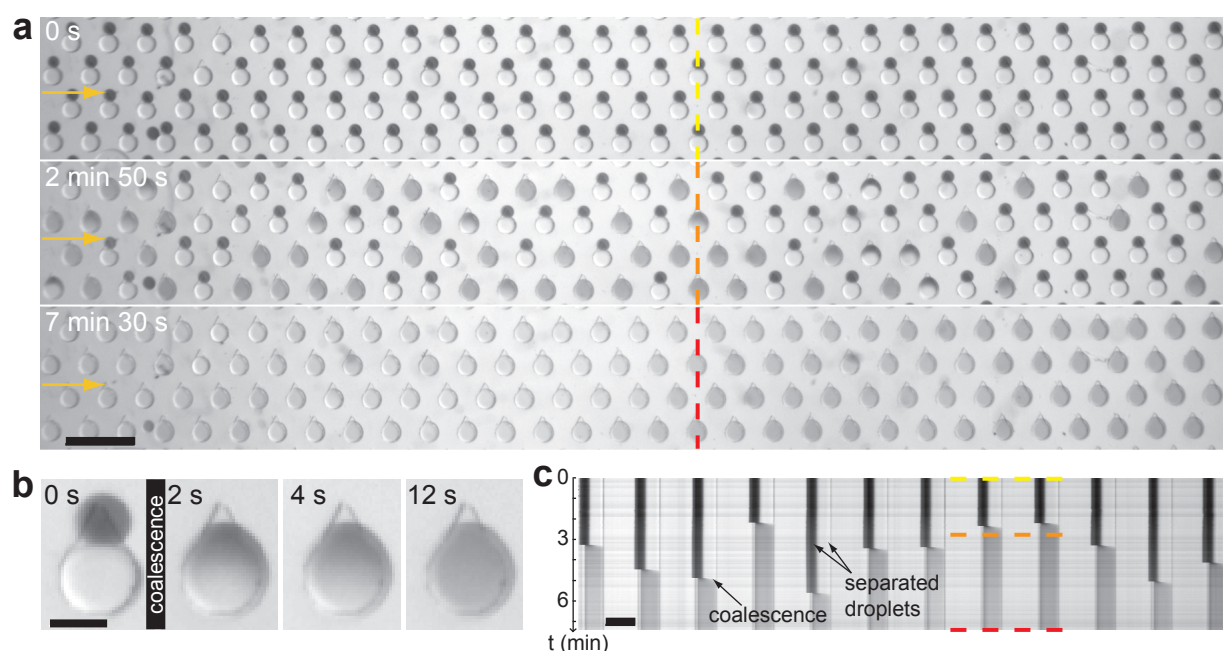 a
0 s
2 min 50 s
7 min 30 s
b
0 s
coalescence
2 s
4 s
12 s
c
0
3
6
t (min)
coalescence
separated
droplets